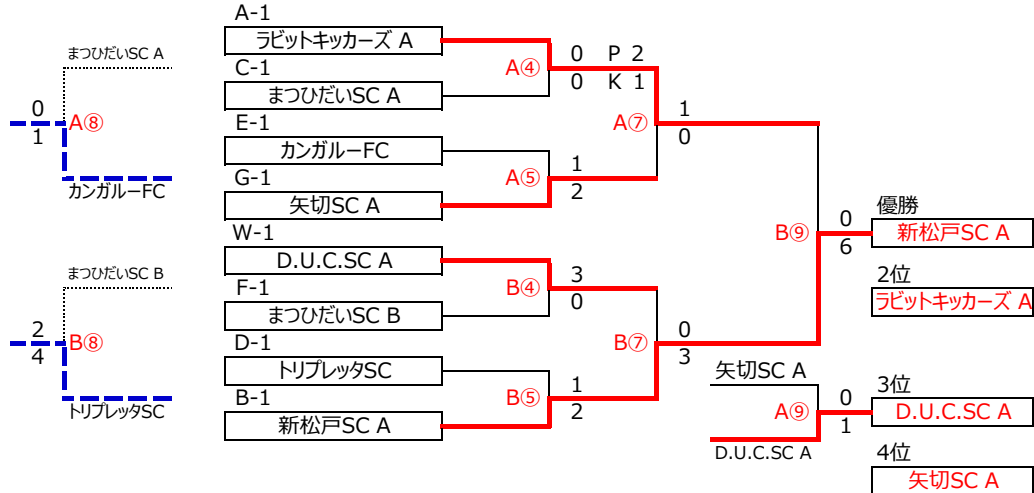 まつひだいSC A
0
A⑧
1
カンガルーFC
まつひだいSC B
2
B⑧
4
トリプレッタSC
A-1
ラビットキッカーズ A
C-1
まつひだいSC A
E-1
カンガルーFC
G-1
矢切SC A
W-1
D.U.C.SC A
F-1
まつひだいSC B
D-1
トリプレッタSC
B-1
新松戸SC A
A④
0 P 2
0 K 1
A⑤
1
2
B④
3
0
B⑤
1
2
A⑦
1
0
B⑦
0
3
B⑨
0
6
優勝
新松戸SC A
2位
ラビットキッカーズ A
矢切SC A
A⑨
0
1
D.U.C.SC A
3位
D.U.C.SC A
4位
矢切SC A